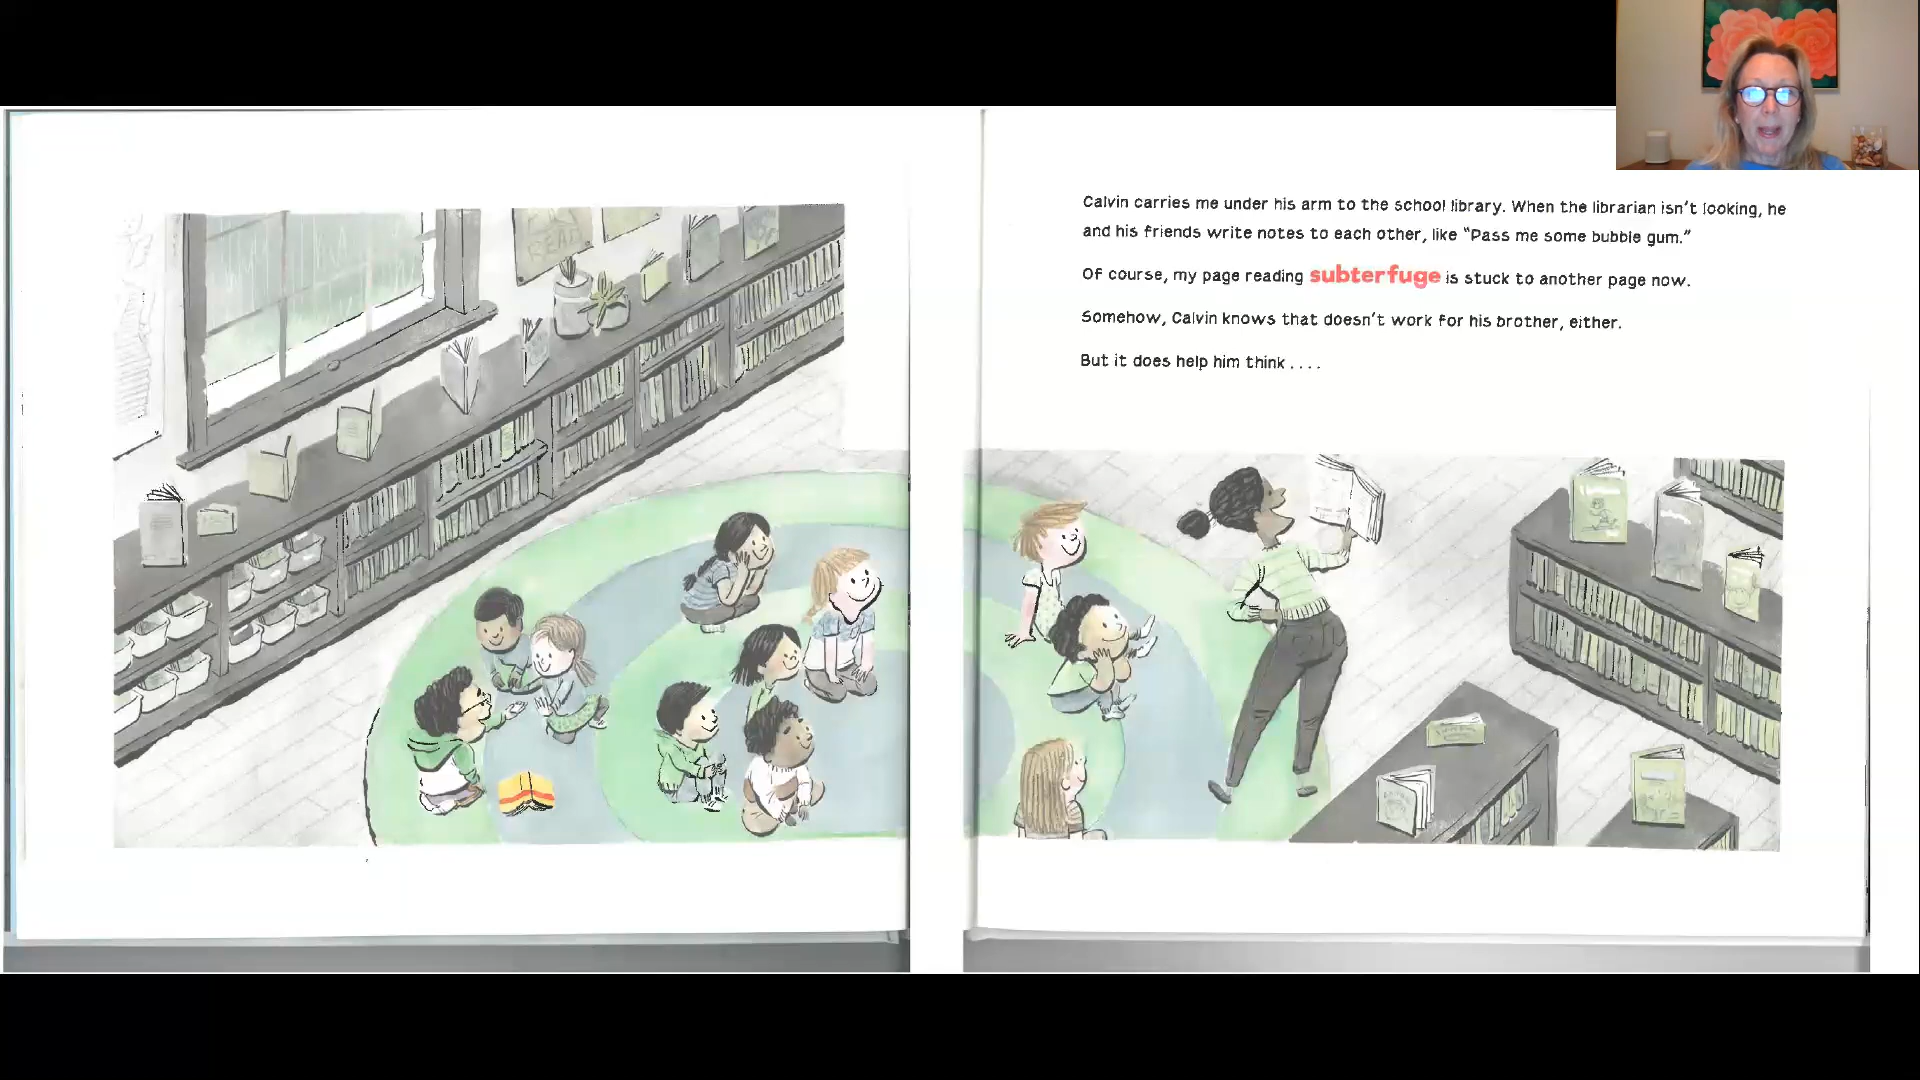 READ
Calvin carries me under his arm to the school library. When the librarian isn't looking, he
and his friends write notes to each other, like "Pass me some bubble gum."
Of course, my page reading subterfuge is stuck to another page now.
Somehow, Calvin knows that doesn't work for his brother, either.
But it does help him think . . . .